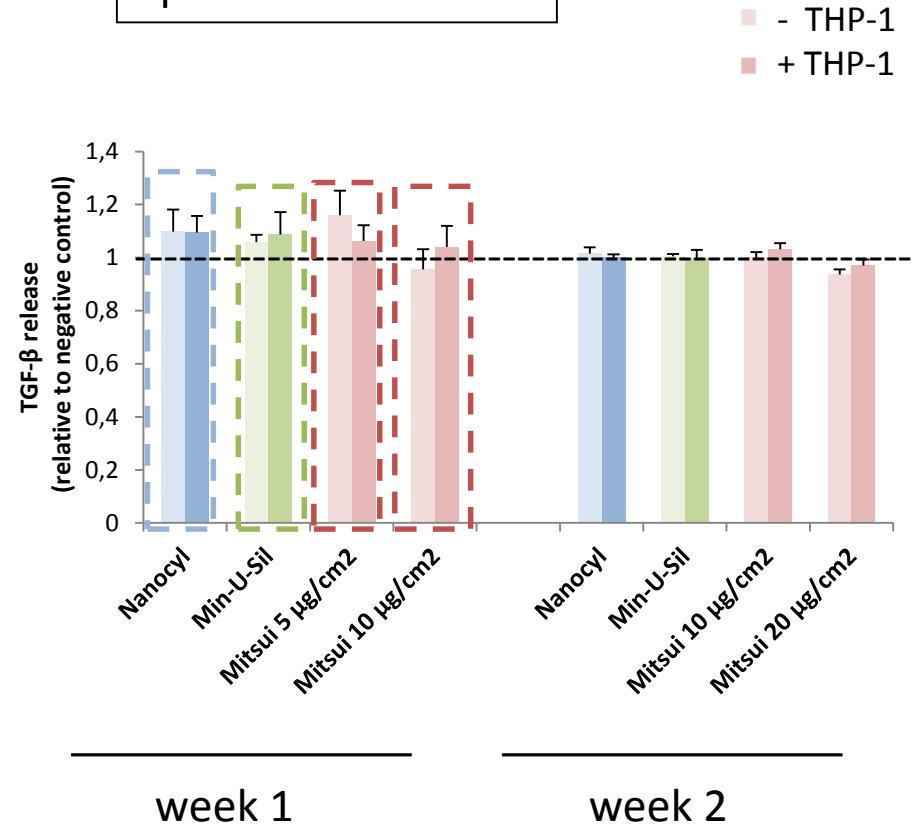 - THP-1
+ THP-1
TGF-β release
(relative to negative control)
1,4
1,2
1
0,8
0,6
0,4
0,2
0
Nanocyl
Min-U-Sil
Mitsui 5 µg/cm2
Mitsui 10 µg/cm2
Nanocyl
Min-U-Sil
Mitsui 10 µg/cm2
Mitsui 20 µg/cm2
week 1
week 2